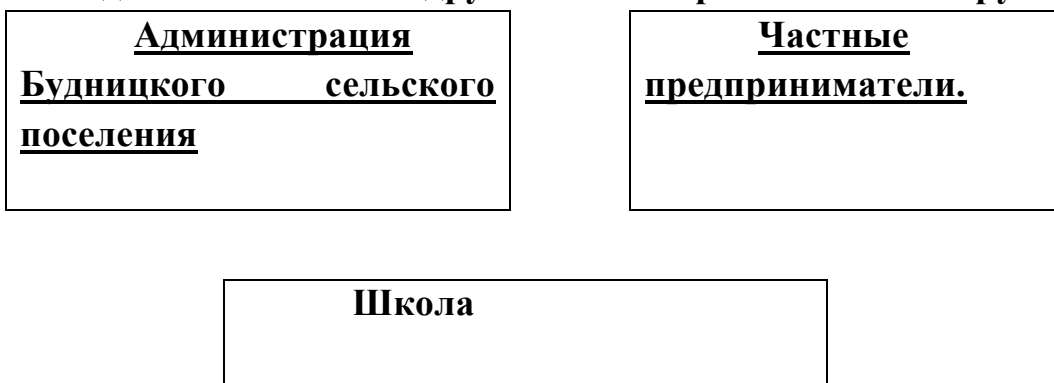 Администрация
Будницкого сельского
поселения
Частные
предприниматели.
Школа